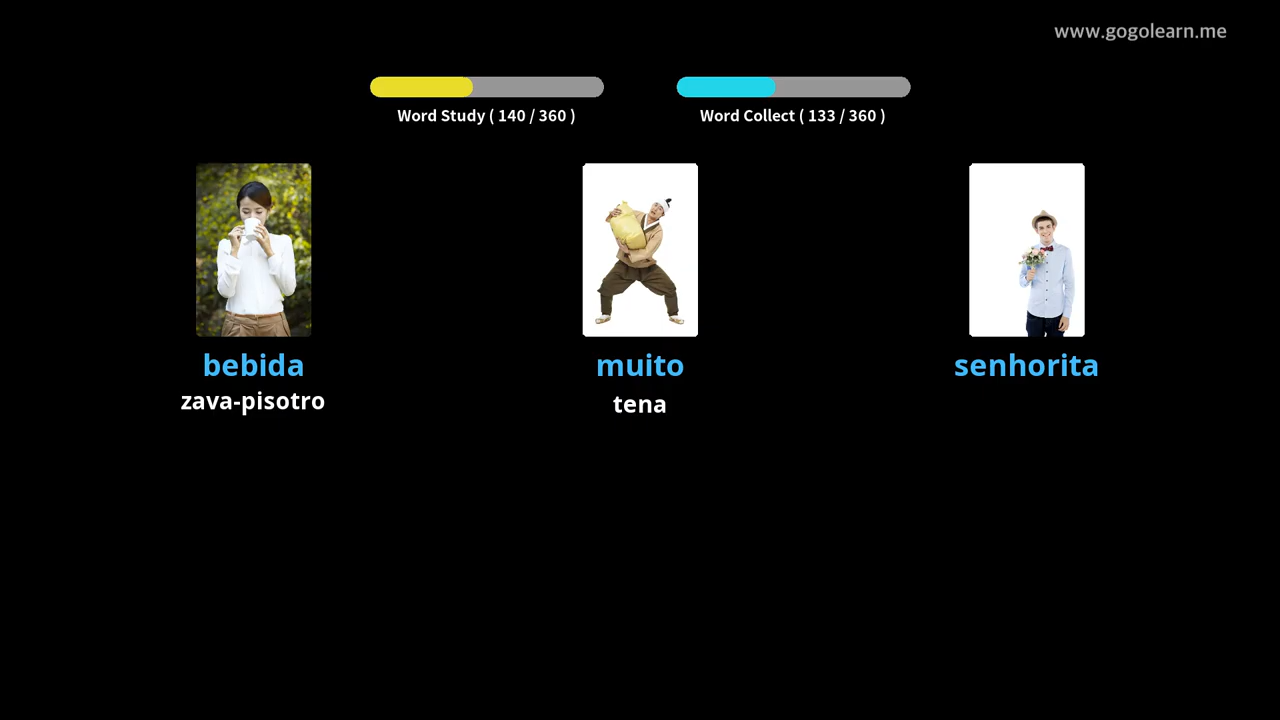 www.gogolearn.me
Word Study ( 140 / 360 )
Word Collect ( 133 / 360 )
bebida
muito
senhorita
zava-pisotro
tena